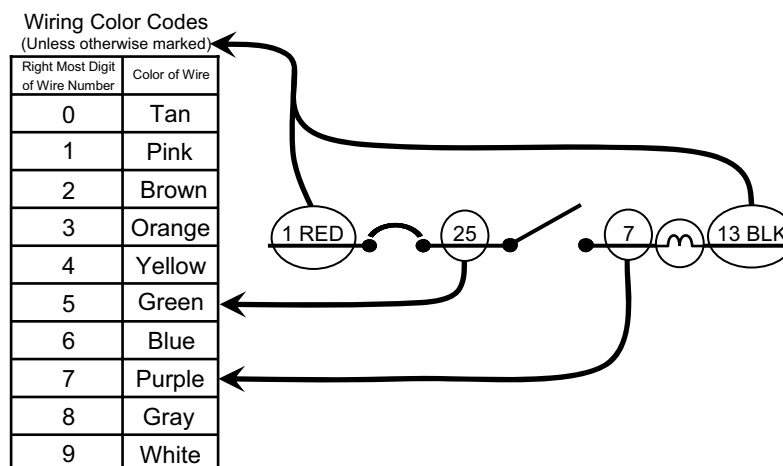 Wiring Color Codes
(Unless otherwise marked)
Right Most Digit
of Wire Number
Color of Wire
0 Tan
1 Pink
2 Brown
3 Orange
4 Yellow
5 Green
6 Blue
7 Purple
8 Gray
9 White
1 RED
25
7
13 BLK